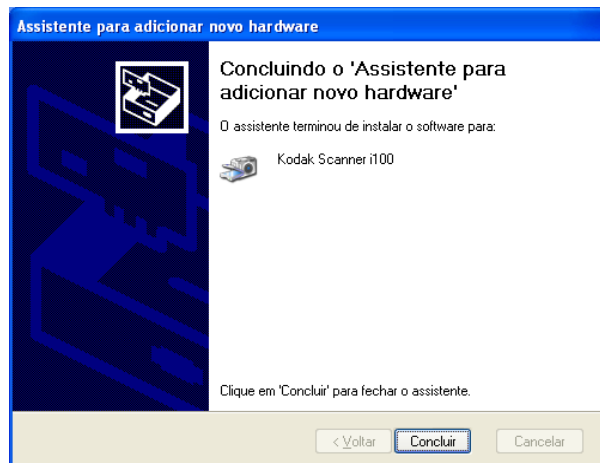 Assistente para adicionar novo hardware
Concluindo o 'Assistente para
adicionar novo hardware'
O assistente terminou de instalar o software para:
Kodak Scanner i100
Clique em 'Concluir' para fechar o assistente.
< Voltar Concluir Cancelar